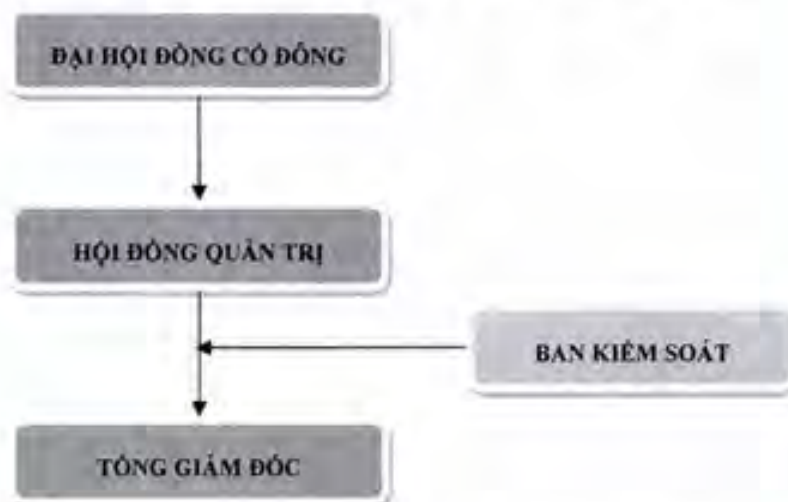 ĐẠI HỘI ĐỒNG CỔ ĐÔNG
HỘI ĐỒNG QUẢN TRỊ
BAN KIỂM SOÁT
TỔNG GIÁM ĐỐC